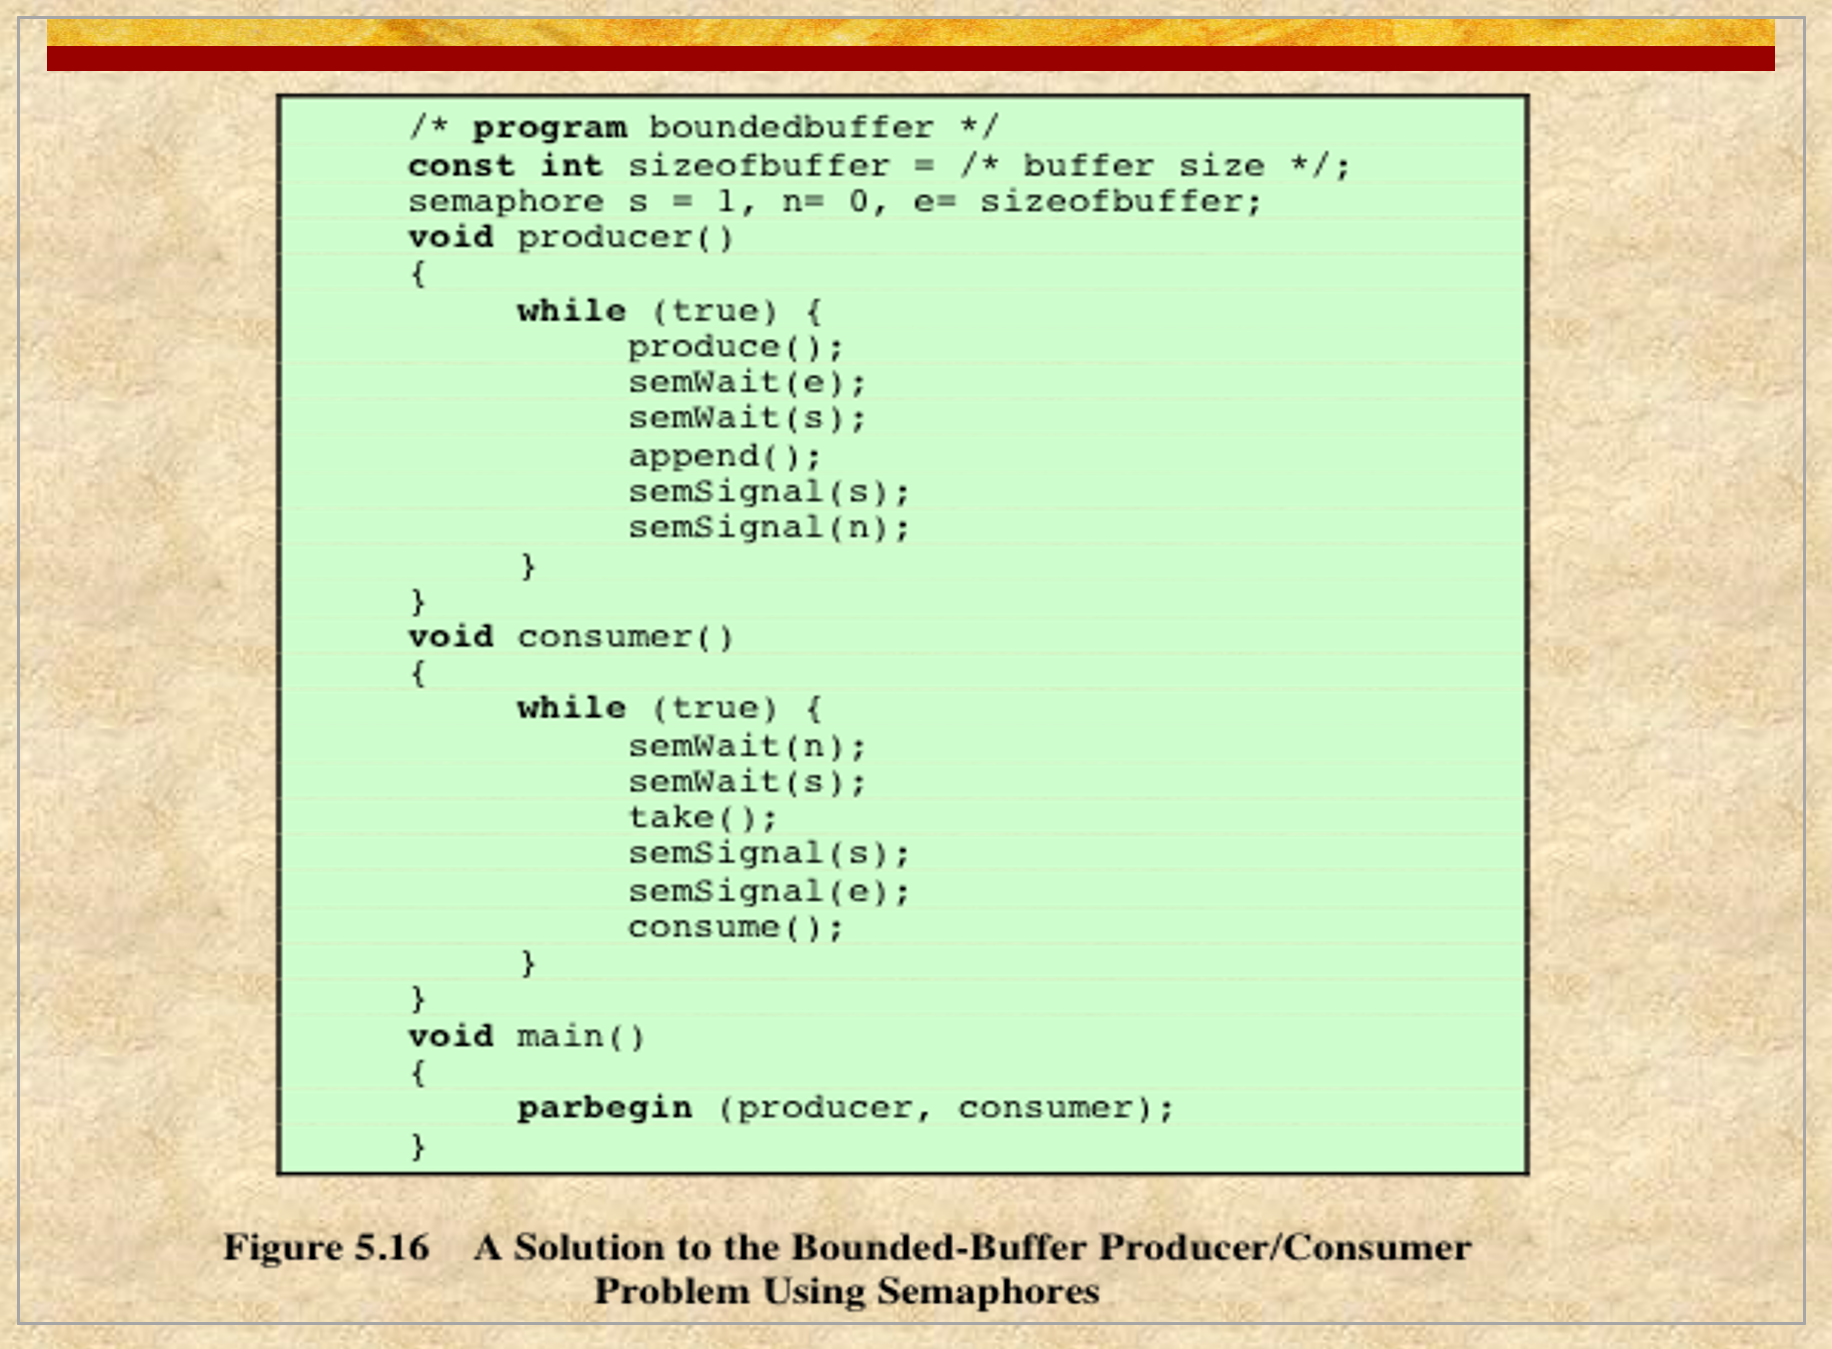 /* program boundedbuffer */
const int sizeofbuffer = /* buffer size */;
semaphore s = 1, n= 0, e= sizeofbuffer;
void producer()
{
     while (true) {
          produce();
          semWait(e);
          semWait(s);
          append();
          semSignal(s);
          semSignal(n);
     }
}
void consumer()
{
     while (true) {
          semWait(n);
          semWait(s);
          take();
          semSignal(s);
          semSignal(e);
          consume();
     }
}
void main()
{
     parbegin (producer, consumer);
}
Figure 5.16 A Solution to the Bounded-Buffer Producer/Consumer
Problem Using Semaphores